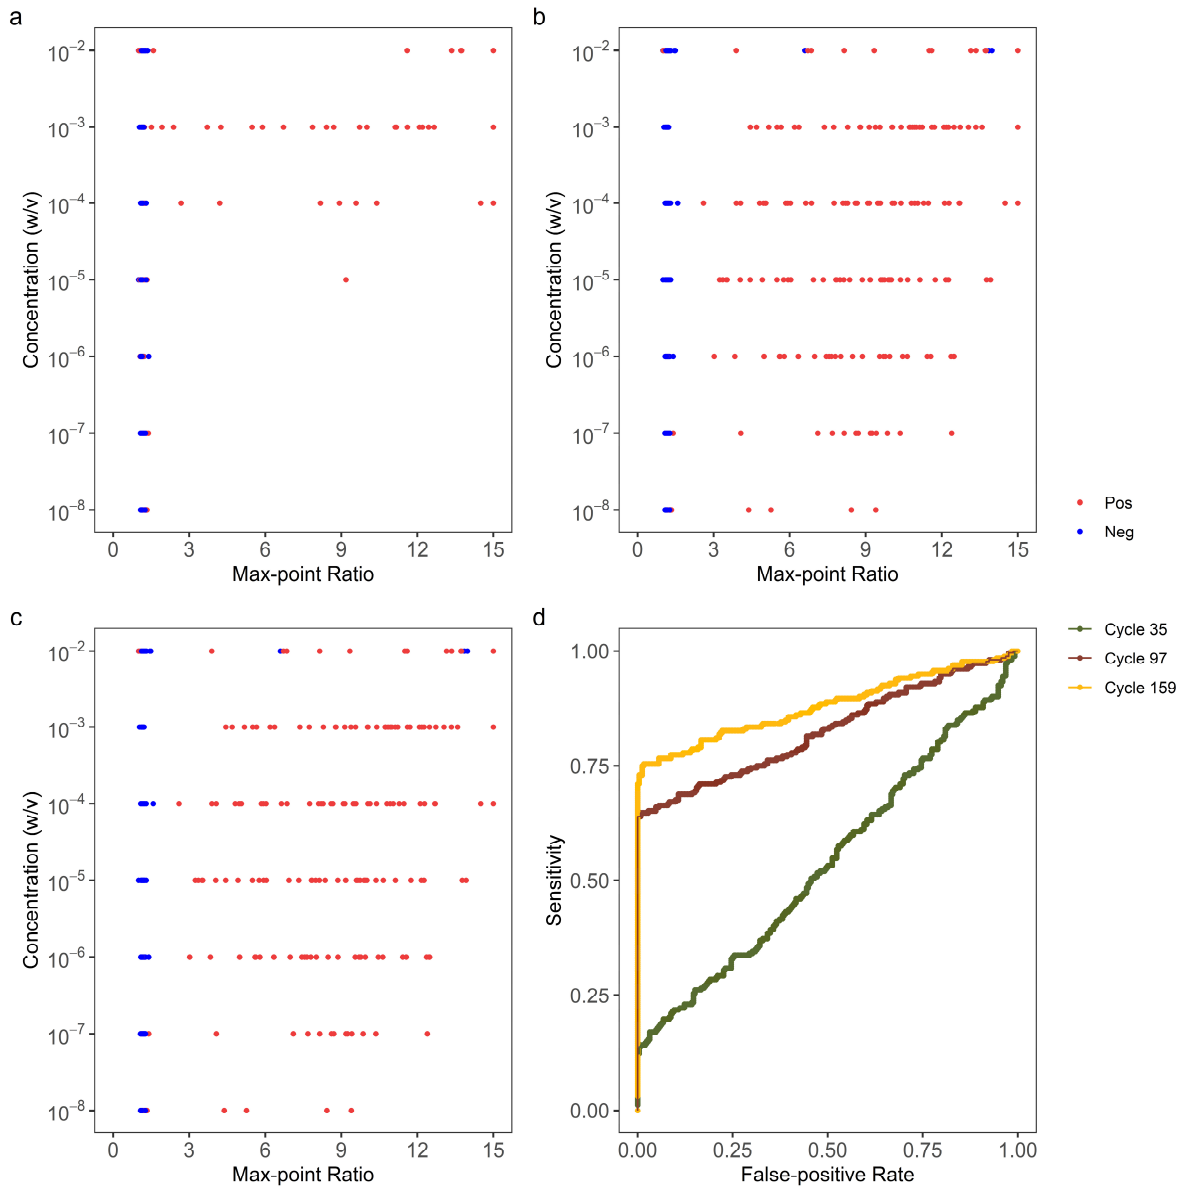 a
10⁻²
10⁻³
10⁻⁴
10⁻⁵
10⁻⁶
10⁻⁷
10⁻⁸
Concentration (w/v)
0 3 6 9 12 15
Max-point Ratio
b
10⁻²
10⁻³
10⁻⁴
10⁻⁵
10⁻⁶
10⁻⁷
10⁻⁸
Concentration (w/v)
0 3 6 9 12 15
Max-point Ratio
Pos
Neg
c
10⁻²
10⁻³
10⁻⁴
10⁻⁵
10⁻⁶
10⁻⁷
10⁻⁸
Concentration (w/v)
0 3 6 9 12 15
Max-point Ratio
d
1.00
0.75
0.50
0.25
0.00
Sensitivity
0.00 0.25 0.50 0.75 1.00
False-positive Rate
Cycle 35
Cycle 97
Cycle 159